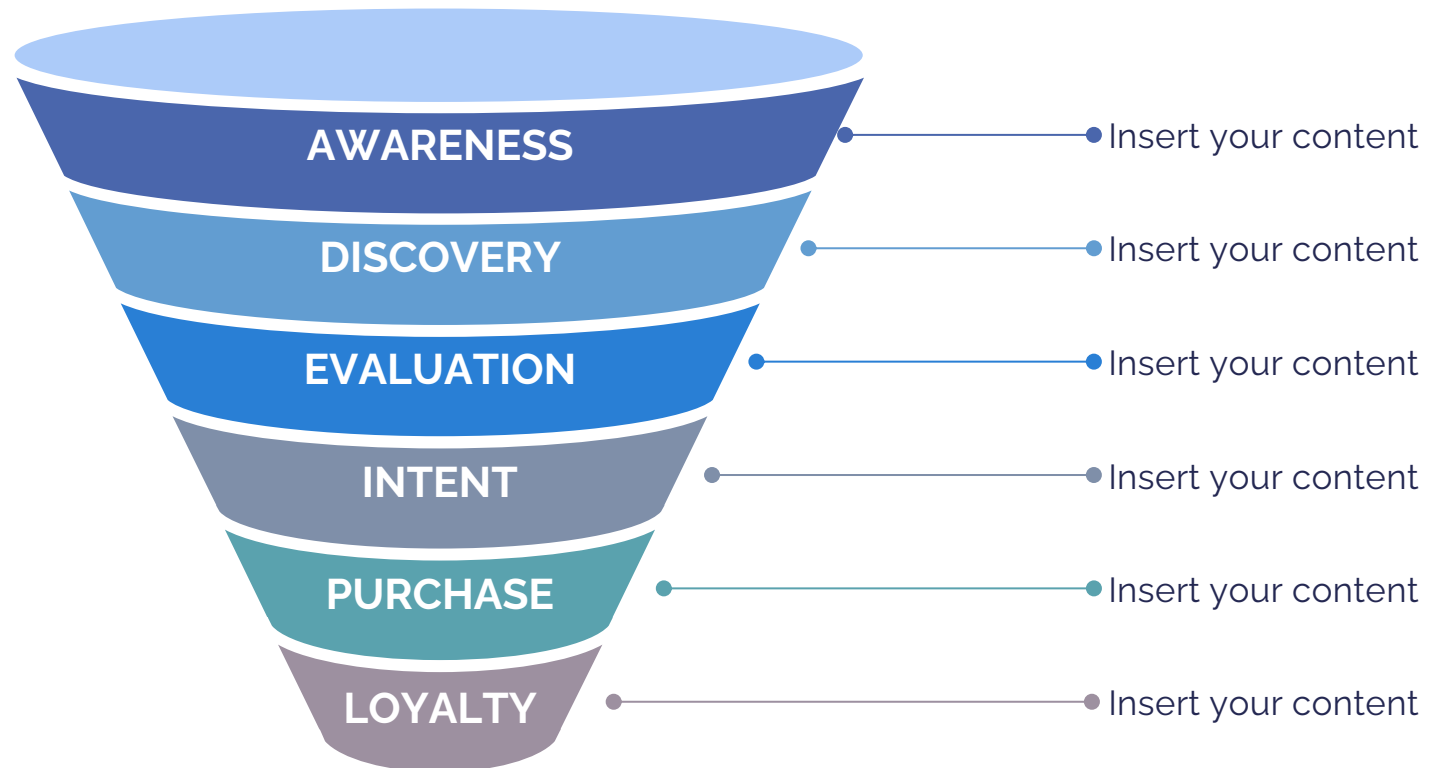 AWARENESS
Insert your content
DISCOVERY
Insert your content
EVALUATION
Insert your content
INTENT
Insert your content
PURCHASE
Insert your content
LOYALTY
Insert your content